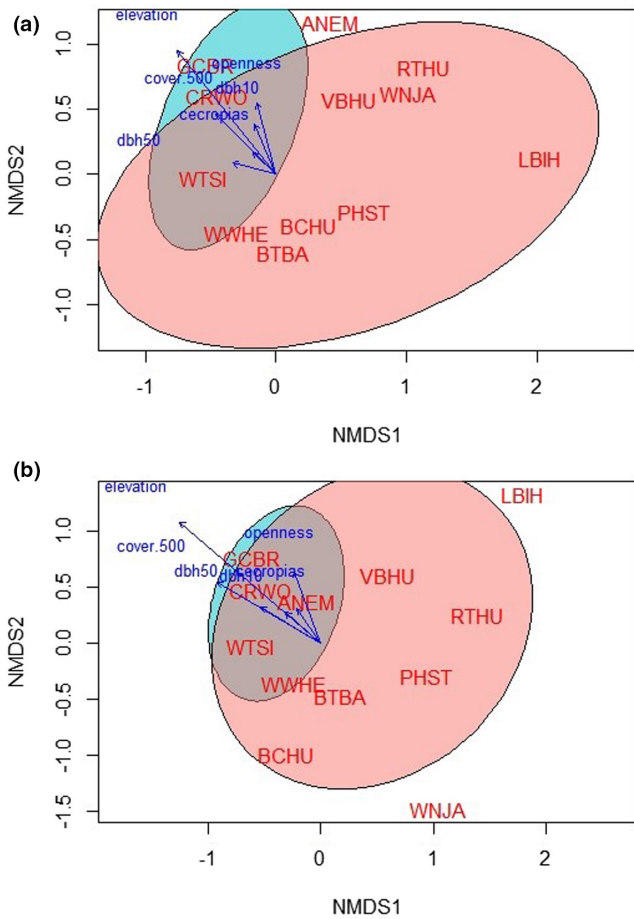 (a)
elevation
ANEM
1.0
GCBR openness
RTHU
cover.500
dbh10
CRWO
VBHU
WNJA
0.5
cecropias
dbh50
LBIH
NMDS2
0.0
WTSI
PHST
WWHE
BCHU
-0.5
BTBA
-1.0
-1
0
1
2
NMDS1
(b)
elevation
LBIH
1.0
openness
cover.500
GCBR
dbh50
dbh10
cecropias
VBHU
0.5
CRWO
ANEM
RTHU
NMDS2
0.0
WTSI
PHST
WWHE
BTBA
-0.5
BCHU
-1.0
WNJA
-1.5
-1
0
1
2
NMDS1